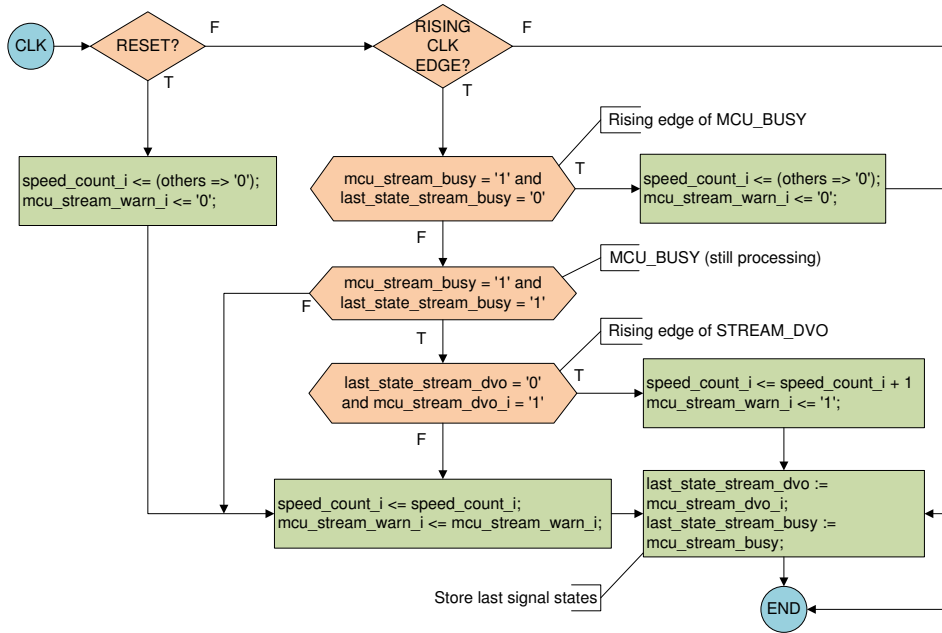 CLK
RESET?
F
RISING
CLK
EDGE?
F
T
T
Rising edge of MCU_BUSY
speed_count_i <= (others => '0');
mcu_stream_warn_i <= '0';
mcu_stream_busy = '1' and
last_state_stream_busy = '0'
T
speed_count_i <= (others => '0');
mcu_stream_warn_i <= '0';
F
MCU_BUSY (still processing)
mcu_stream_busy = '1' and
last_state_stream_busy = '1'
F
T
Rising edge of STREAM_DVO
last_state_stream_dvo = '0'
and mcu_stream_dvo_i = '1'
T
speed_count_i <= speed_count_i + 1
mcu_stream_warn_i <= '1';
F
speed_count_i <= speed_count_i;
mcu_stream_warn_i <= mcu_stream_warn_i;
last_state_stream_dvo :=
mcu_stream_dvo_i;
last_state_stream_busy :=
mcu_stream_busy;
Store last signal states
END